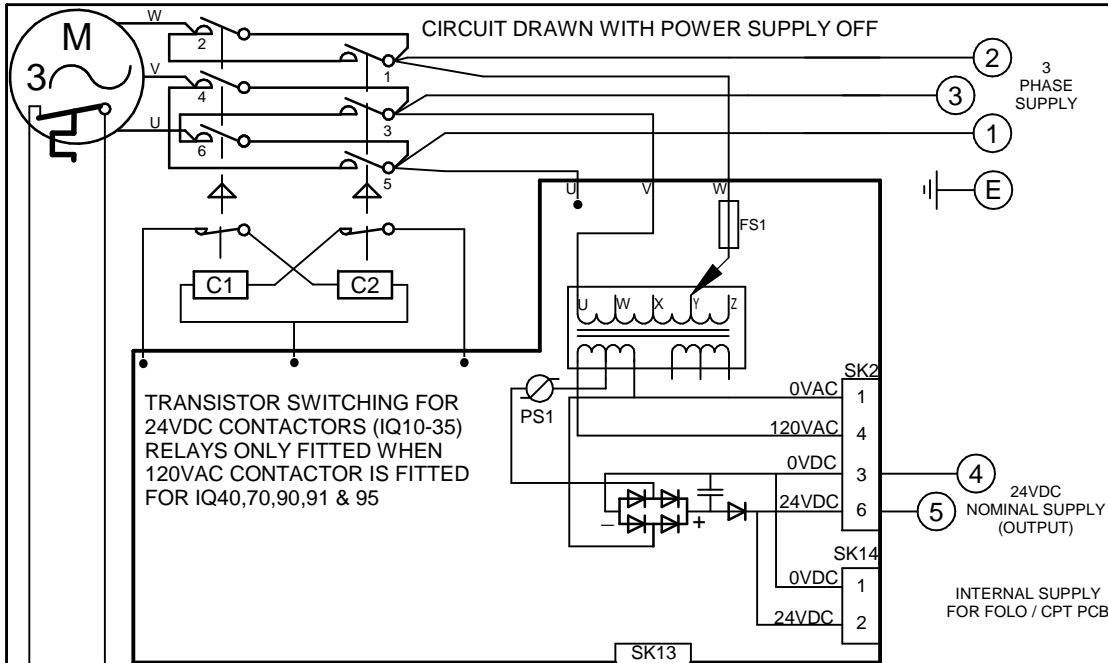 CIRCUIT DRAWN WITH POWER SUPPLY OFF
W
M
2
2
1
3
PHASE
SUPPLY
3
V
4
3
3
U
6
1
5
U
V
W
E
FS1
C1
C2
U
W
X
Y
Z
SK2
TRANSISTOR SWITCHING FOR
24VDC CONTACTORS (IQ10-35)
RELAYS ONLY FITTED WHEN
120VAC CONTACTOR IS FITTED
FOR IQ40,70,90,91 & 95
PS1
0VAC
1
120VAC
4
0VDC
3
4
24VDC
NOMINAL SUPPLY
(OUTPUT)
24VDC
6
5
–
+
SK14
0VDC
1
INTERNAL SUPPLY
FOR FOLO / CPT PCB
24VDC
2
SK13